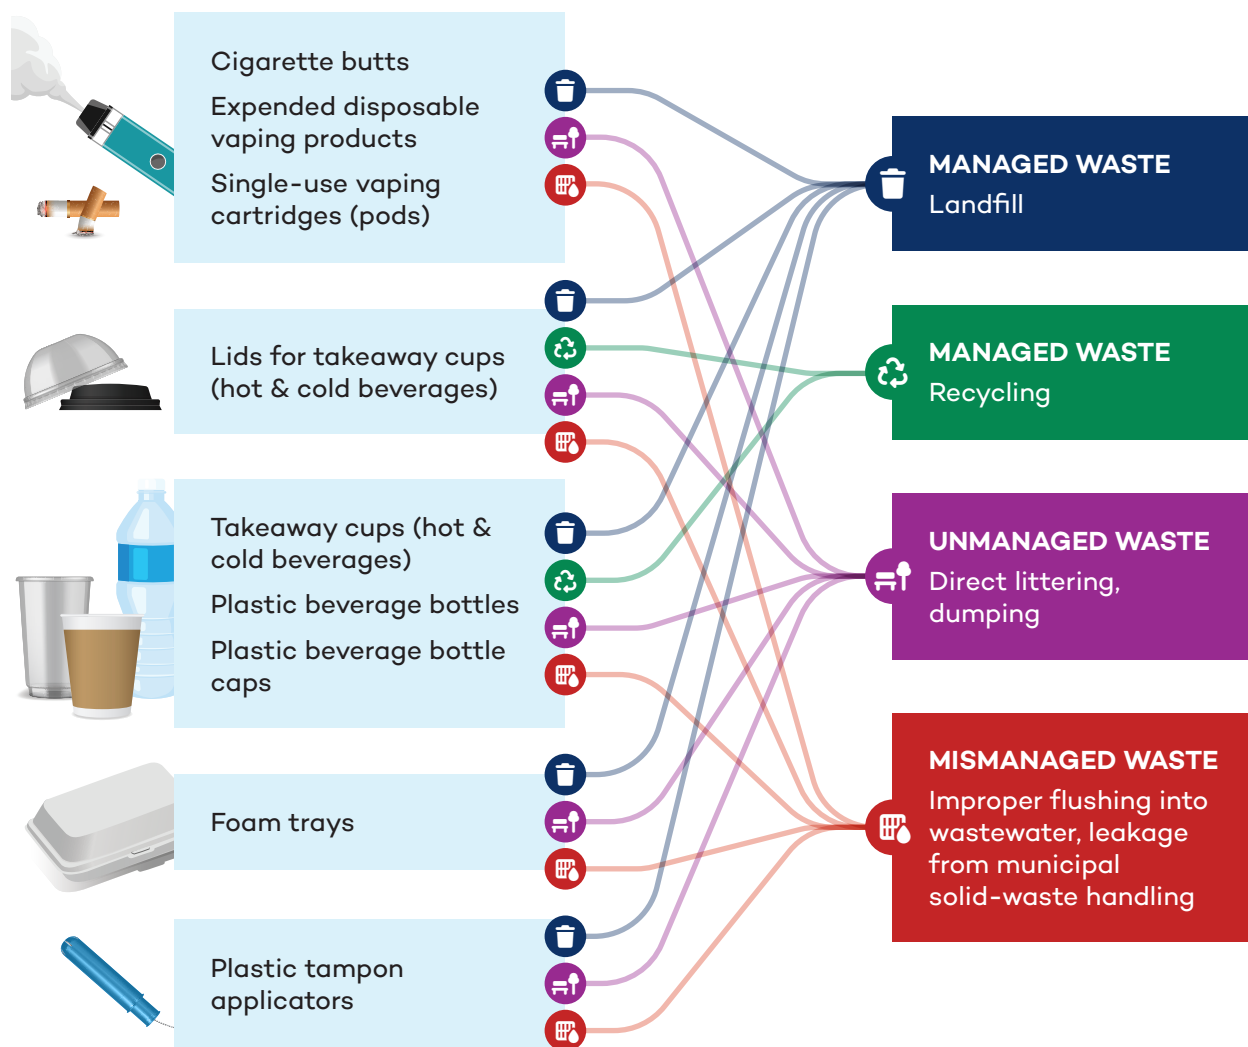 Cigarette butts
Expended disposable
vaping products
Single-use vaping
cartridges (pods)
Lids for takeaway cups
(hot & cold beverages)
Takeaway cups (hot &
cold beverages)
Plastic beverage bottles
Plastic beverage bottle
caps
Foam trays
Plastic tampon
applicators
MANAGED WASTE
Landfill
MANAGED WASTE
Recycling
UNMANAGED WASTE
Direct littering,
dumping
MISMANAGED WASTE
Improper flushing into
wastewater, leakage
from municipal
solid-waste handling